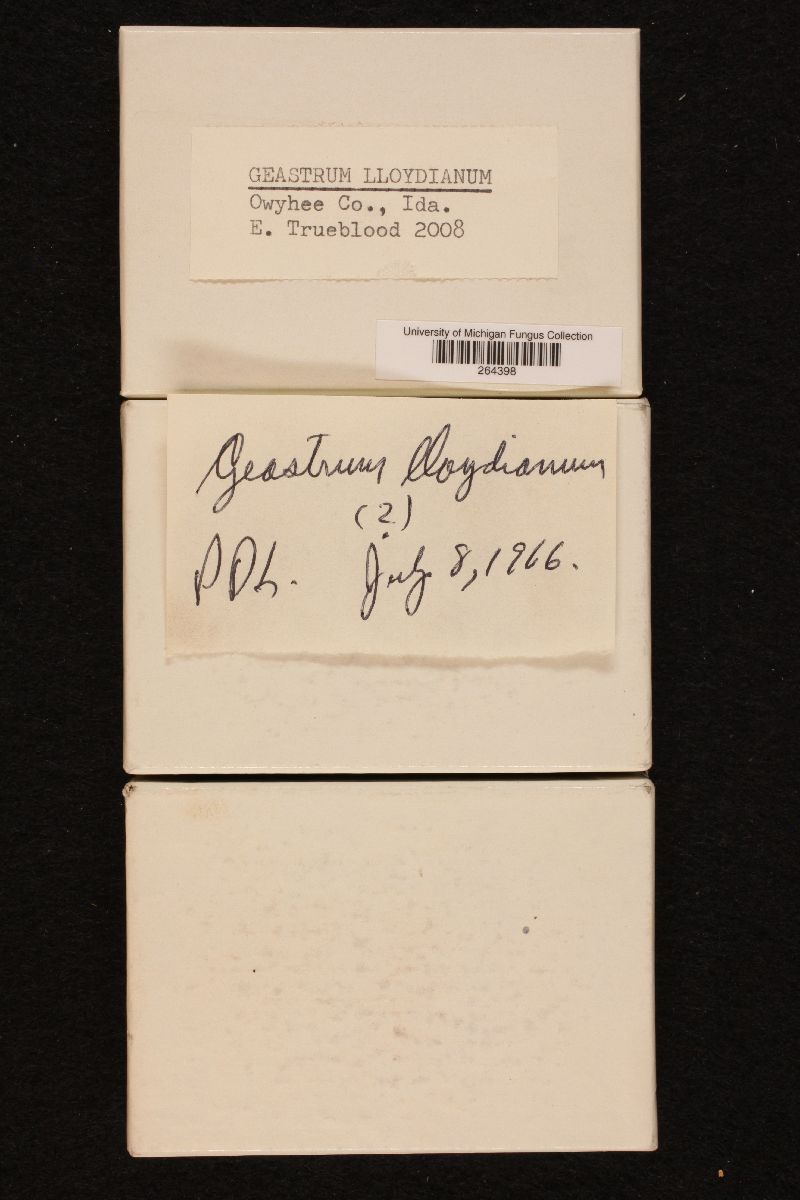 GEASTRUM LLOYDIANUM
Owyhee Co., Ida.
E. Trueblood 2008
University of Michigan Fungus Collection
264398
Geastrum lloydianum
(2)
P D L. July 8, 1966.